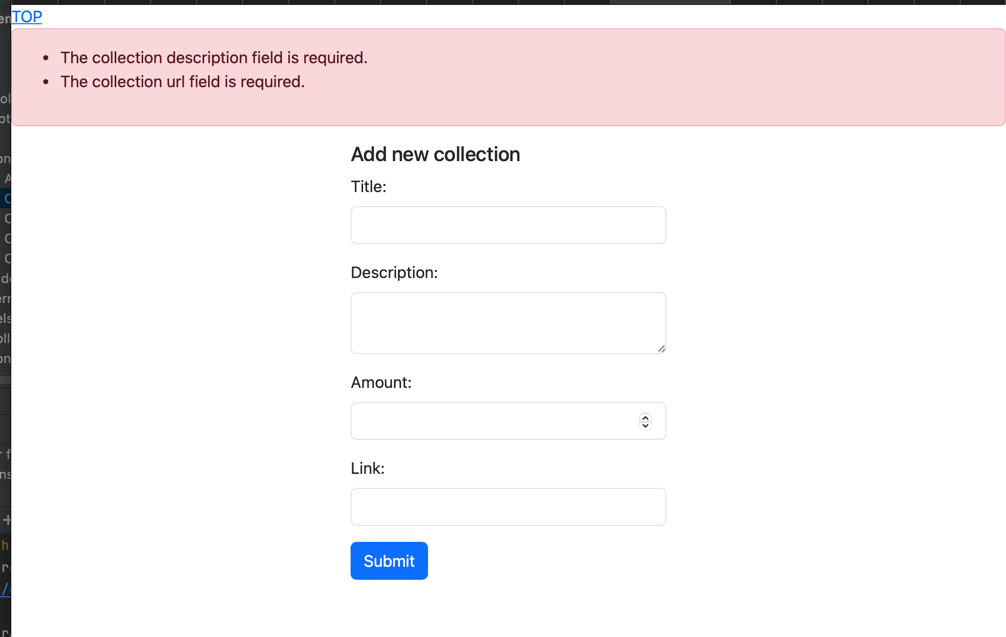 TOP
The collection description field is required.
The collection url field is required.
Add new collection
Title:
Description:
Amount:
Link:
Submit